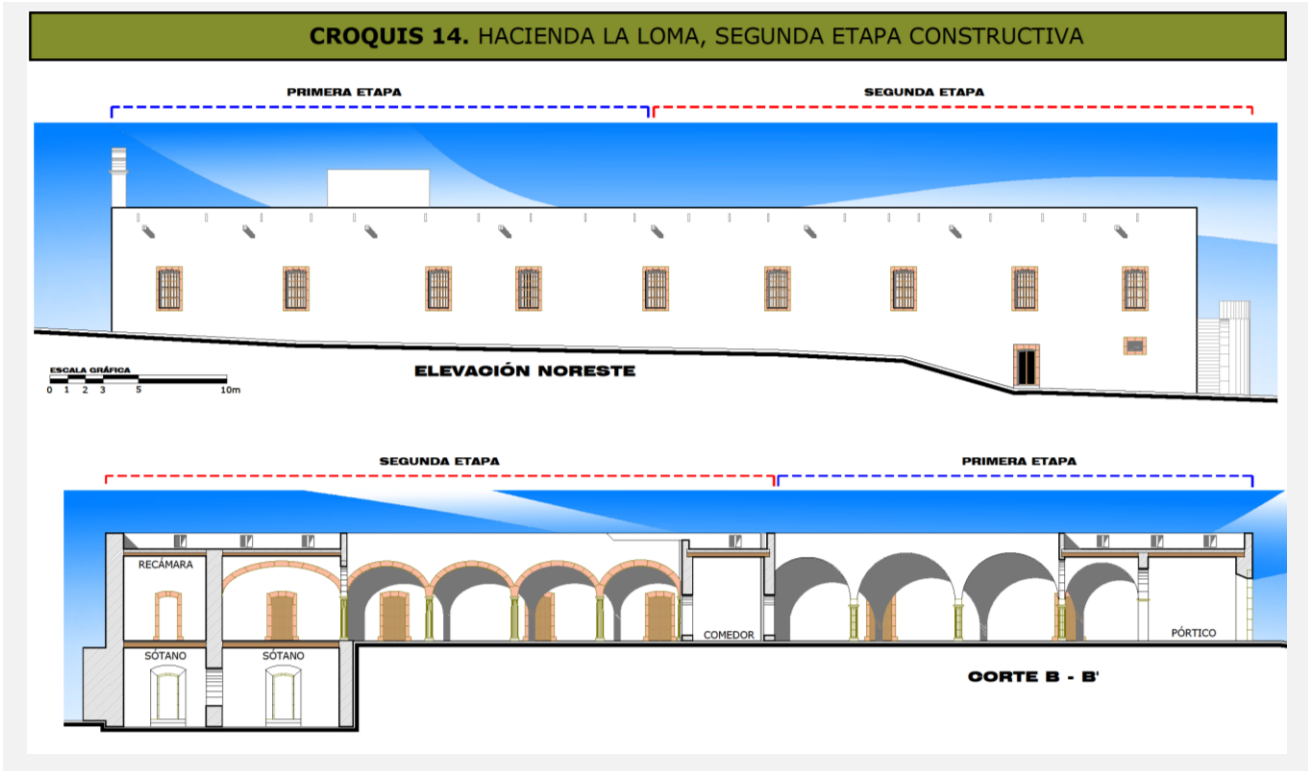 CROQUIS 14. HACIENDA LA LOMA, SEGUNDA ETAPA CONSTRUCTIVA
PRIMERA ETAPA
SEGUNDA ETAPA
ESCALA GRÁFICA
0 1 2 3 5 10m
ELEVACIÓN NORESTE
SEGUNDA ETAPA
PRIMERA ETAPA
RECÁMARA
COMEDOR
PÓRTICO
SÓTANO
SÓTANO
CORTE B - B'